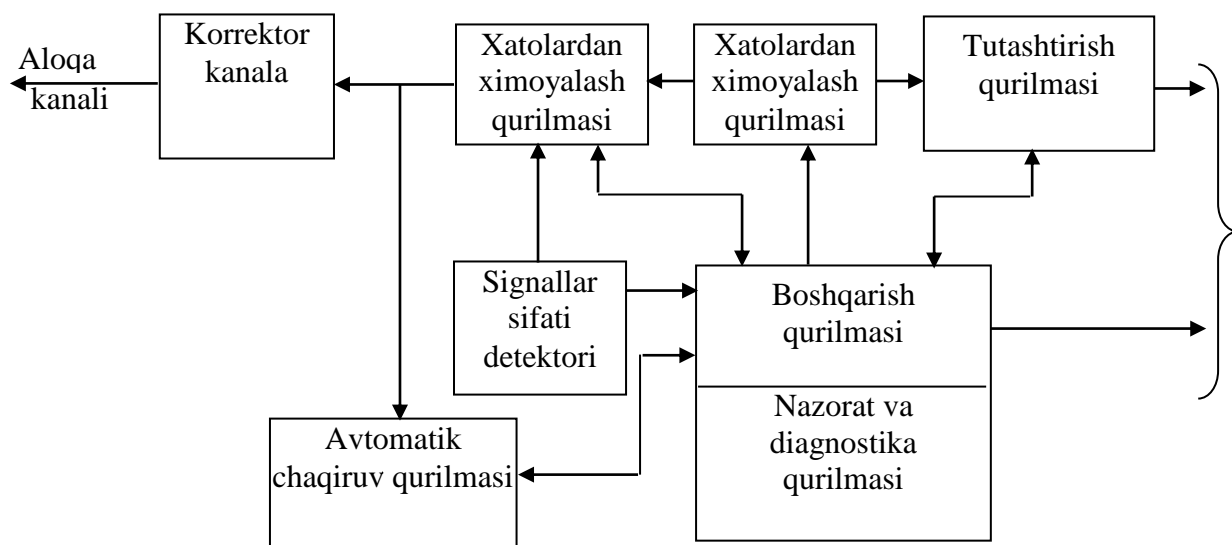 Aloqa
kanali
Korrektor
kanala
Xatolardan
ximoyalash
qurilmasi
Xatolardan
ximoyalash
qurilmasi
Tutashtirish
qurilmasi
Signallar
sifati
detektori
Boshqarish
qurilmasi
Nazorat va
diagnostika
qurilmasi
Avtomatik
chaqiruv qurilmasi